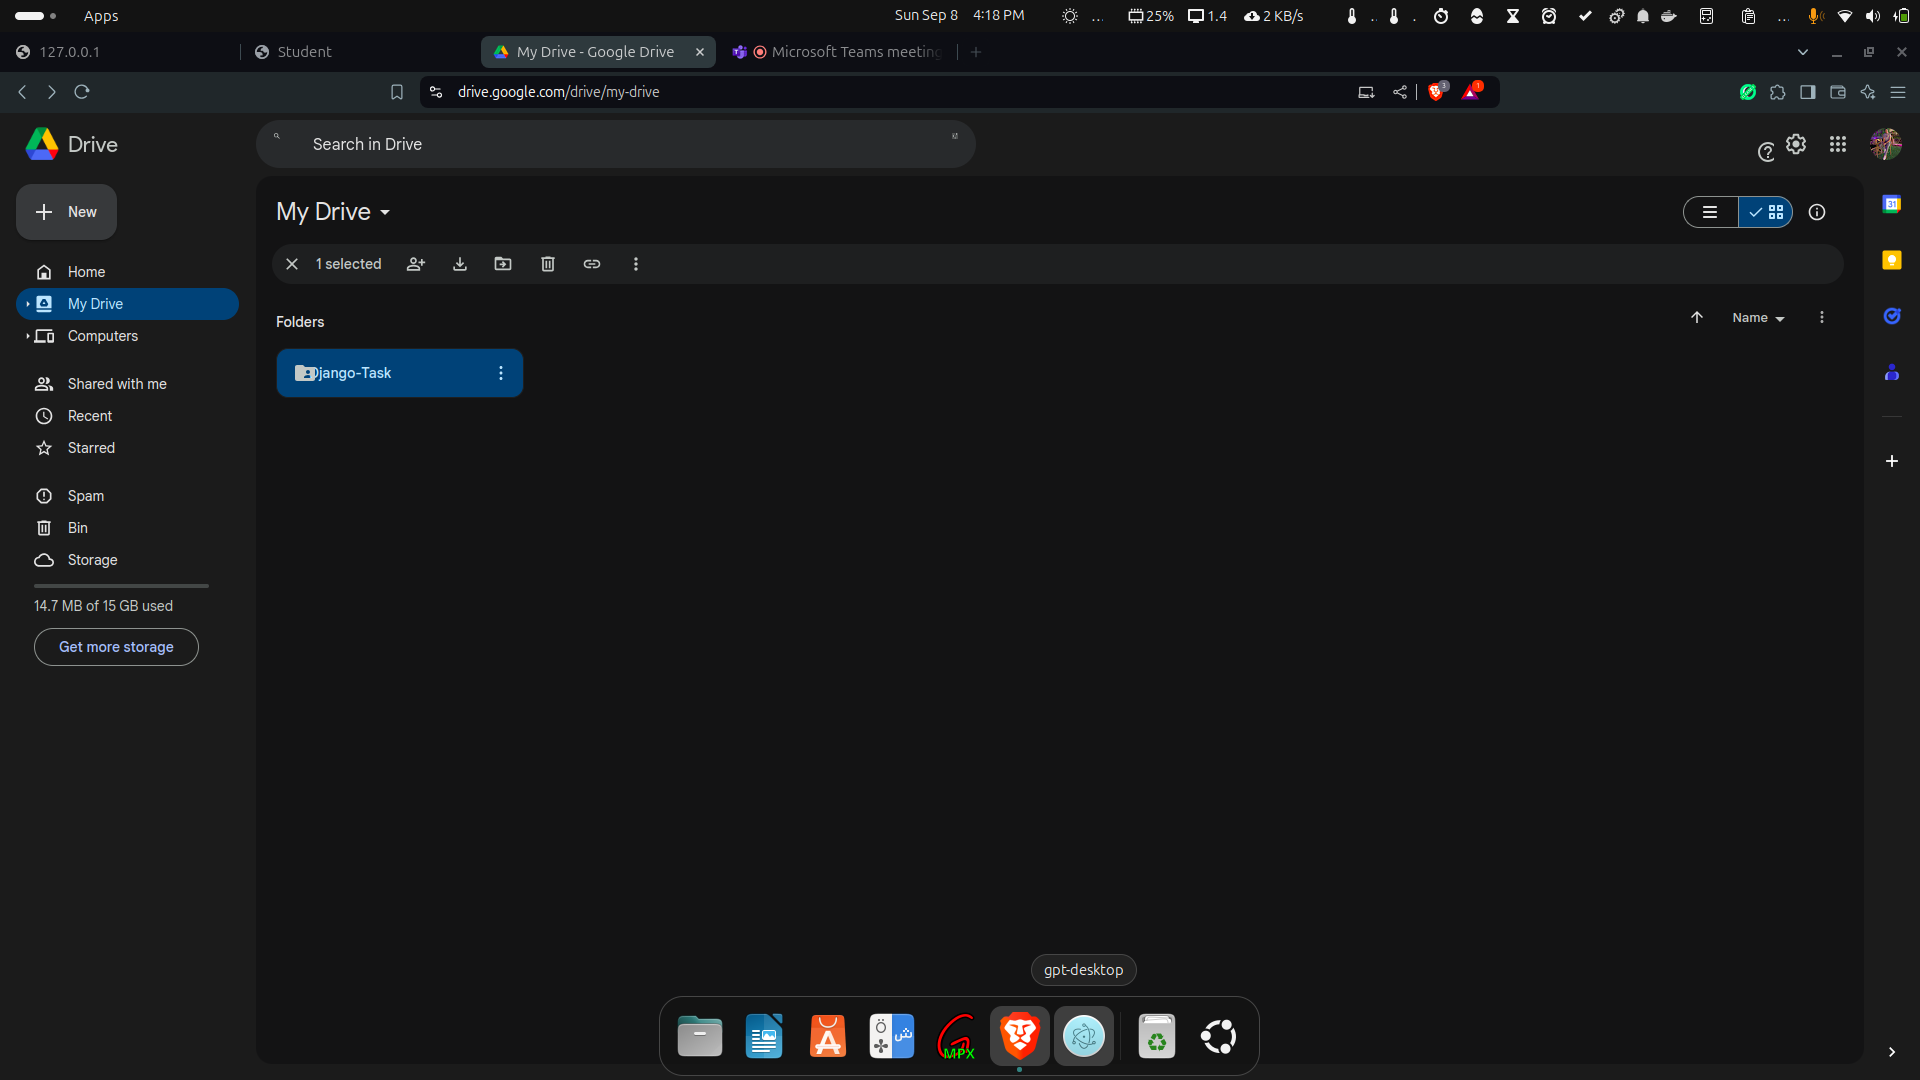 Apps
Sun Sep 8 4:18 PM
25%
1.4
2 KB/s
127.0.0.1
Student
My Drive - Google Drive
Microsoft Teams meeting
drive.google.com/drive/my-drive
3
1
Drive
Search in Drive
New
My Drive
1 selected
Home
My Drive
Computers
Shared with me
Recent
Starred
Spam
Bin
Storage
14.7 MB of 15 GB used
Get more storage
Folders
Name
Django-Task
31
gpt-desktop
MPX